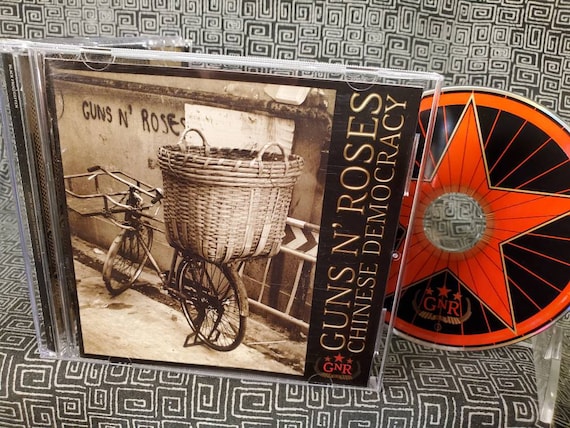 GUNS N' ROSES
GUNS N' ROSES
CHINESE DEMOCRACY
GNR
GNR